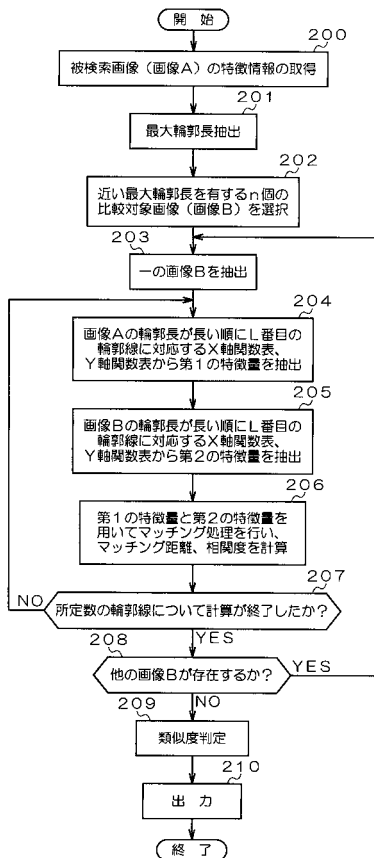 開　始
200
被検索画像（画像A）の特徴情報の取得
201
最大輪郭長抽出
202
近い最大輪郭長を有するn個の
比較対象画像（画像B）を選択
203
一の画像Bを抽出
204
画像Aの輪郭長が長い順にL番目の
輪郭線に対応するX軸関数表、
Y軸関数表から第1の特徴量を抽出
205
画像Bの輪郭長が長い順にL番目の
輪郭線に対応するX軸関数表、
Y軸関数表から第2の特徴量を抽出
206
第1の特徴量と第2の特徴量を
用いてマッチング処理を行い、
マッチング距離、相関度を計算
207
NO
所定数の輪郭線について計算が終了したか？
YES
208
他の画像Bが存在するか？
YES
NO
209
類似度判定
210
出　力
終　了